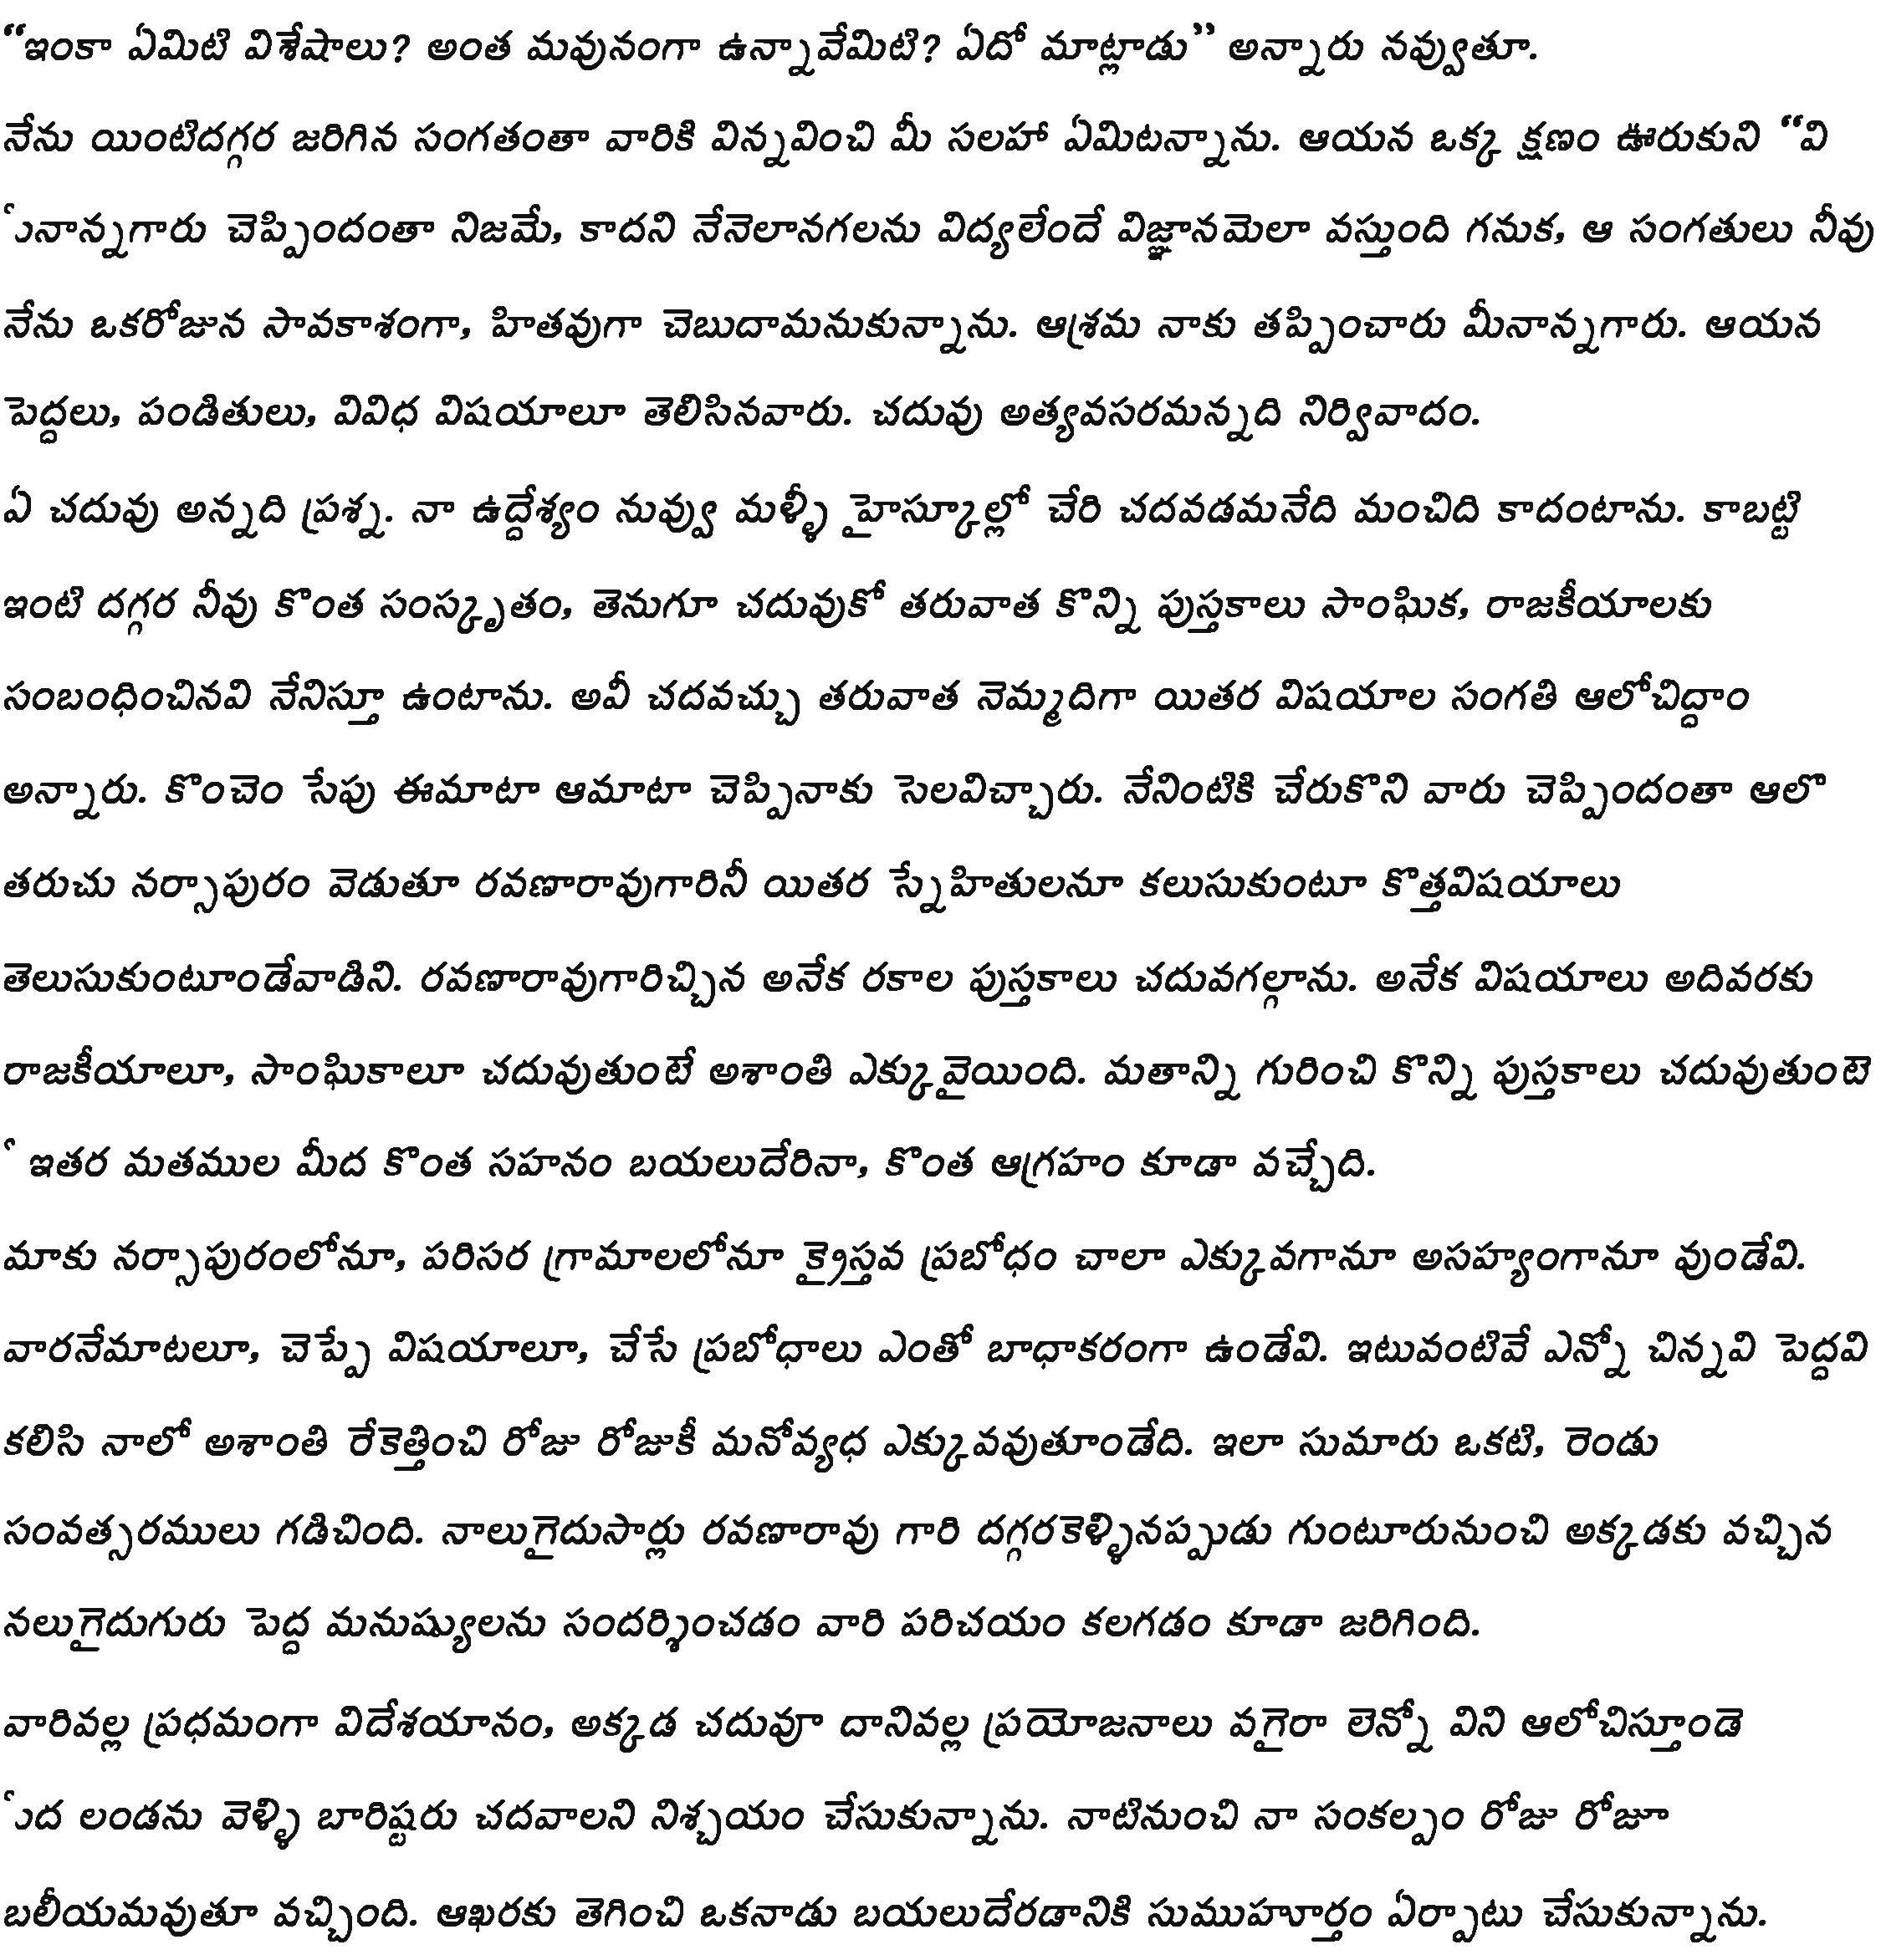 “ఇంకా ఏమిటి విశేషాలు? అంత మవునంగా ఉన్నావేమిటి? ఏదో మాట్లాడు” అన్నారు నవ్వుతూ.
నేను యింటిదగ్గర జరిగిన సంగతంతా వారికి విన్నవించి మీ సలహా ఏమిటన్నాను. ఆయన ఒక్క క్షణం ఊరుకుని “వి
ునాన్నగారు చెప్పిందంతా నిజమే, కాదని నేనెలానగలను విద్యలేందే విజ్ఞానమెలా వస్తుంది గనుక, ఆ సంగతులు నీవు
నేను ఒకరోజున సావకాశంగా, హితవుగా చెబుదామనుకున్నాను. ఆశ్రమ నాకు తప్పించారు మీనాన్నగారు. ఆయన
పెద్దలు, పండితులు, వివిధ విషయాలూ తెలిసినవారు. చదువు అత్యవసరమన్నది నిర్వివాదం.
ఏ చదువు అన్నది ప్రశ్న. నా ఉద్దేశ్యం నువ్వు మళ్ళీ హైస్కూల్లో చేరి చదవడమనేది మంచిది కాదంటాను. కాబట్టి
ఇంటి దగ్గర నీవు కొంత సంస్కృతం, తెనుగూ చదువుకో తరువాత కొన్ని పుస్తకాలు సాంఘిక, రాజకీయాలకు
సంబంధించినవి నేనిస్తూ ఉంటాను. అవీ చదవచ్చు తరువాత నెమ్మదిగా యితర విషయాల సంగతి ఆలోచిద్దాం
అన్నారు. కొంచెం సేపు ఈమాటా ఆమాటా చెప్పినాకు సెలవిచ్చారు. నేనింటికి చేరుకొని వారు చెప్పిందంతా ఆలొ
తరుచు నర్సాపురం వెడుతూ రవణారావుగారినీ యితర స్నేహితులనూ కలుసుకుంటూ కొత్తవిషయాలు
తెలుసుకుంటూండేవాడిని. రవణారావుగారిచ్చిన అనేక రకాల పుస్తకాలు చదువగల్గాను. అనేక విషయాలు అదివరకు
రాజకీయాలూ, సాంఘికాలూ చదువుతుంటే అశాంతి ఎక్కువైయింది. మతాన్ని గురించి కొన్ని పుస్తకాలు చదువుతుంటె
ే ఇతర మతముల మీద కొంత సహనం బయలుదేరినా, కొంత ఆగ్రహం కూడా వచ్చేది.
మాకు నర్సాపురంలోనూ, పరిసర గ్రామాలలోనూ క్రైస్తవ ప్రబోధం చాలా ఎక్కువగానూ అసహ్యంగానూ వుండేవి.
వారనేమాటలూ, చెప్పే విషయాలూ, చేసే ప్రబోధాలు ఎంతో బాధాకరంగా ఉండేవి. ఇటువంటివే ఎన్నో చిన్నవి పెద్దవి
కలిసి నాలో అశాంతి రేకెత్తించి రోజు రోజుకీ మనోవ్యధ ఎక్కువవుతూండేది. ఇలా సుమారు ఒకటి, రెండు
సంవత్సరములు గడిచింది. నాలుగైదుసార్లు రవణారావు గారి దగ్గరకెళ్ళినప్పుడు గుంటూరునుంచి అక్కడకు వచ్చిన
నలుగైదుగురు పెద్ద మనుష్యులను సందర్శించడం వారి పరిచయం కలగడం కూడా జరిగింది.
వారివల్ల ప్రధమంగా విదేశయానం, అక్కడ చదువూ దానివల్ల ప్రయోజనాలు వగైరా లెన్నో విని ఆలోచిస్తూండె
ుద లండను వెళ్ళి బారిష్టరు చదవాలని నిశ్చయం చేసుకున్నాను. నాటినుంచి నా సంకల్పం రోజు రోజూ
బలీయమవుతూ వచ్చింది. ఆఖరకు తెగించి ఒకనాడు బయలుదేరడానికి సుముహూర్తం ఏర్పాటు చేసుకున్నాను.